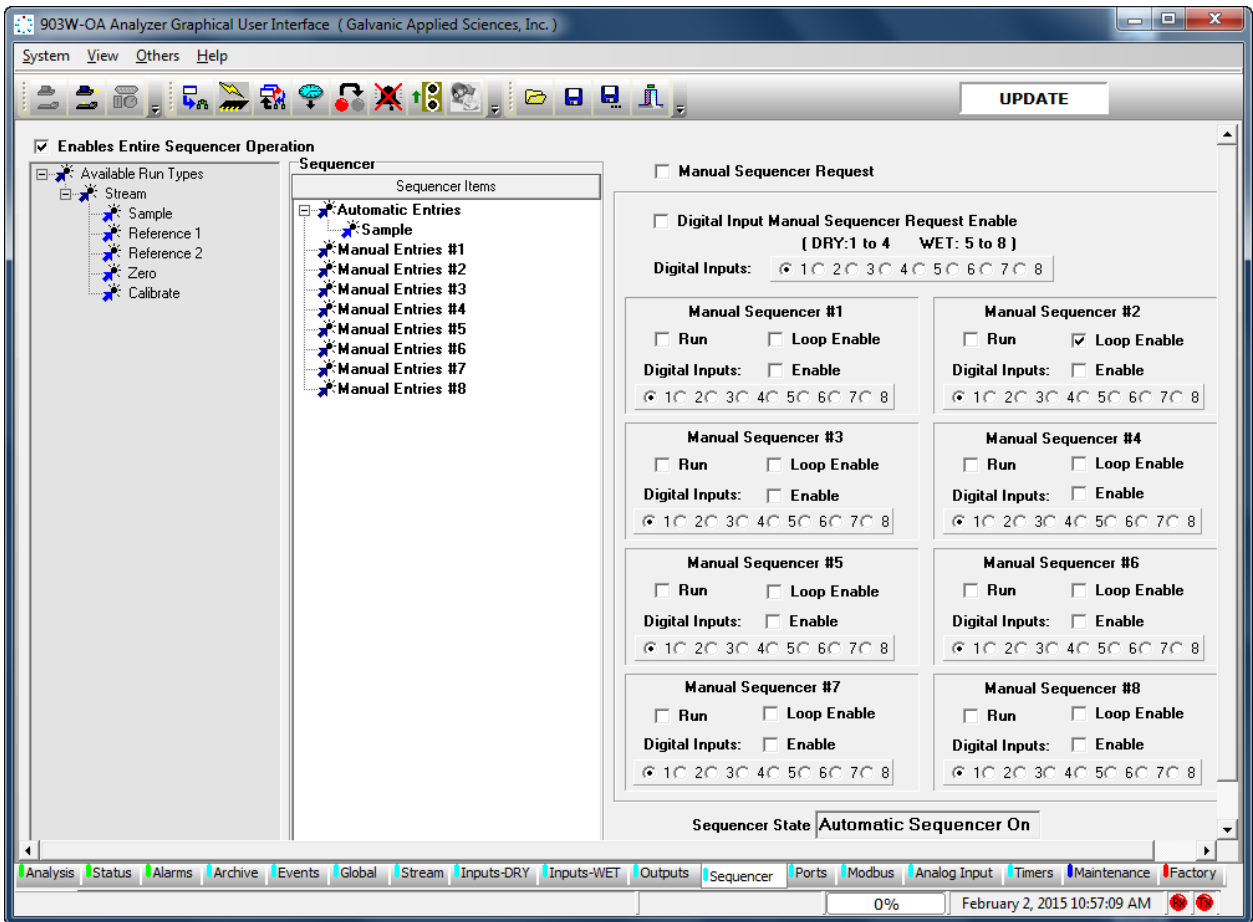 903W-OA Analyzer Graphical User Interface ( Galvanic Applied Sciences, Inc. )
System View Others Help
UPDATE
Enables Entire Sequencer Operation
Available Run Types
Stream
Sample
Reference 1
Reference 2
Zero
Calibrate
Sequencer
Sequencer Items
Automatic Entries
Sample
Manual Entries #1
Manual Entries #2
Manual Entries #3
Manual Entries #4
Manual Entries #5
Manual Entries #6
Manual Entries #7
Manual Entries #8
Manual Sequencer Request
Digital Input Manual Sequencer Request Enable
( DRY:1 to 4 WET: 5 to 8 )
Digital Inputs: 1 2 3 4 5 6 7 8
Manual Sequencer #1
Run Loop Enable
Digital Inputs: Enable
1 2 3 4 5 6 7 8
Manual Sequencer #2
Run Loop Enable
Digital Inputs: Enable
1 2 3 4 5 6 7 8
Manual Sequencer #3
Run Loop Enable
Digital Inputs: Enable
1 2 3 4 5 6 7 8
Manual Sequencer #4
Run Loop Enable
Digital Inputs: Enable
1 2 3 4 5 6 7 8
Manual Sequencer #5
Run Loop Enable
Digital Inputs: Enable
1 2 3 4 5 6 7 8
Manual Sequencer #6
Run Loop Enable
Digital Inputs: Enable
1 2 3 4 5 6 7 8
Manual Sequencer #7
Run Loop Enable
Digital Inputs: Enable
1 2 3 4 5 6 7 8
Manual Sequencer #8
Run Loop Enable
Digital Inputs: Enable
1 2 3 4 5 6 7 8
Sequencer State Automatic Sequencer On
Analysis Status Alarms Archive Events Global Stream Inputs-DRY Inputs-WET Outputs Sequencer Ports Modbus Analog Input Timers Maintenance Factory
0% February 2, 2015 10:57:09 AM Rx Tx